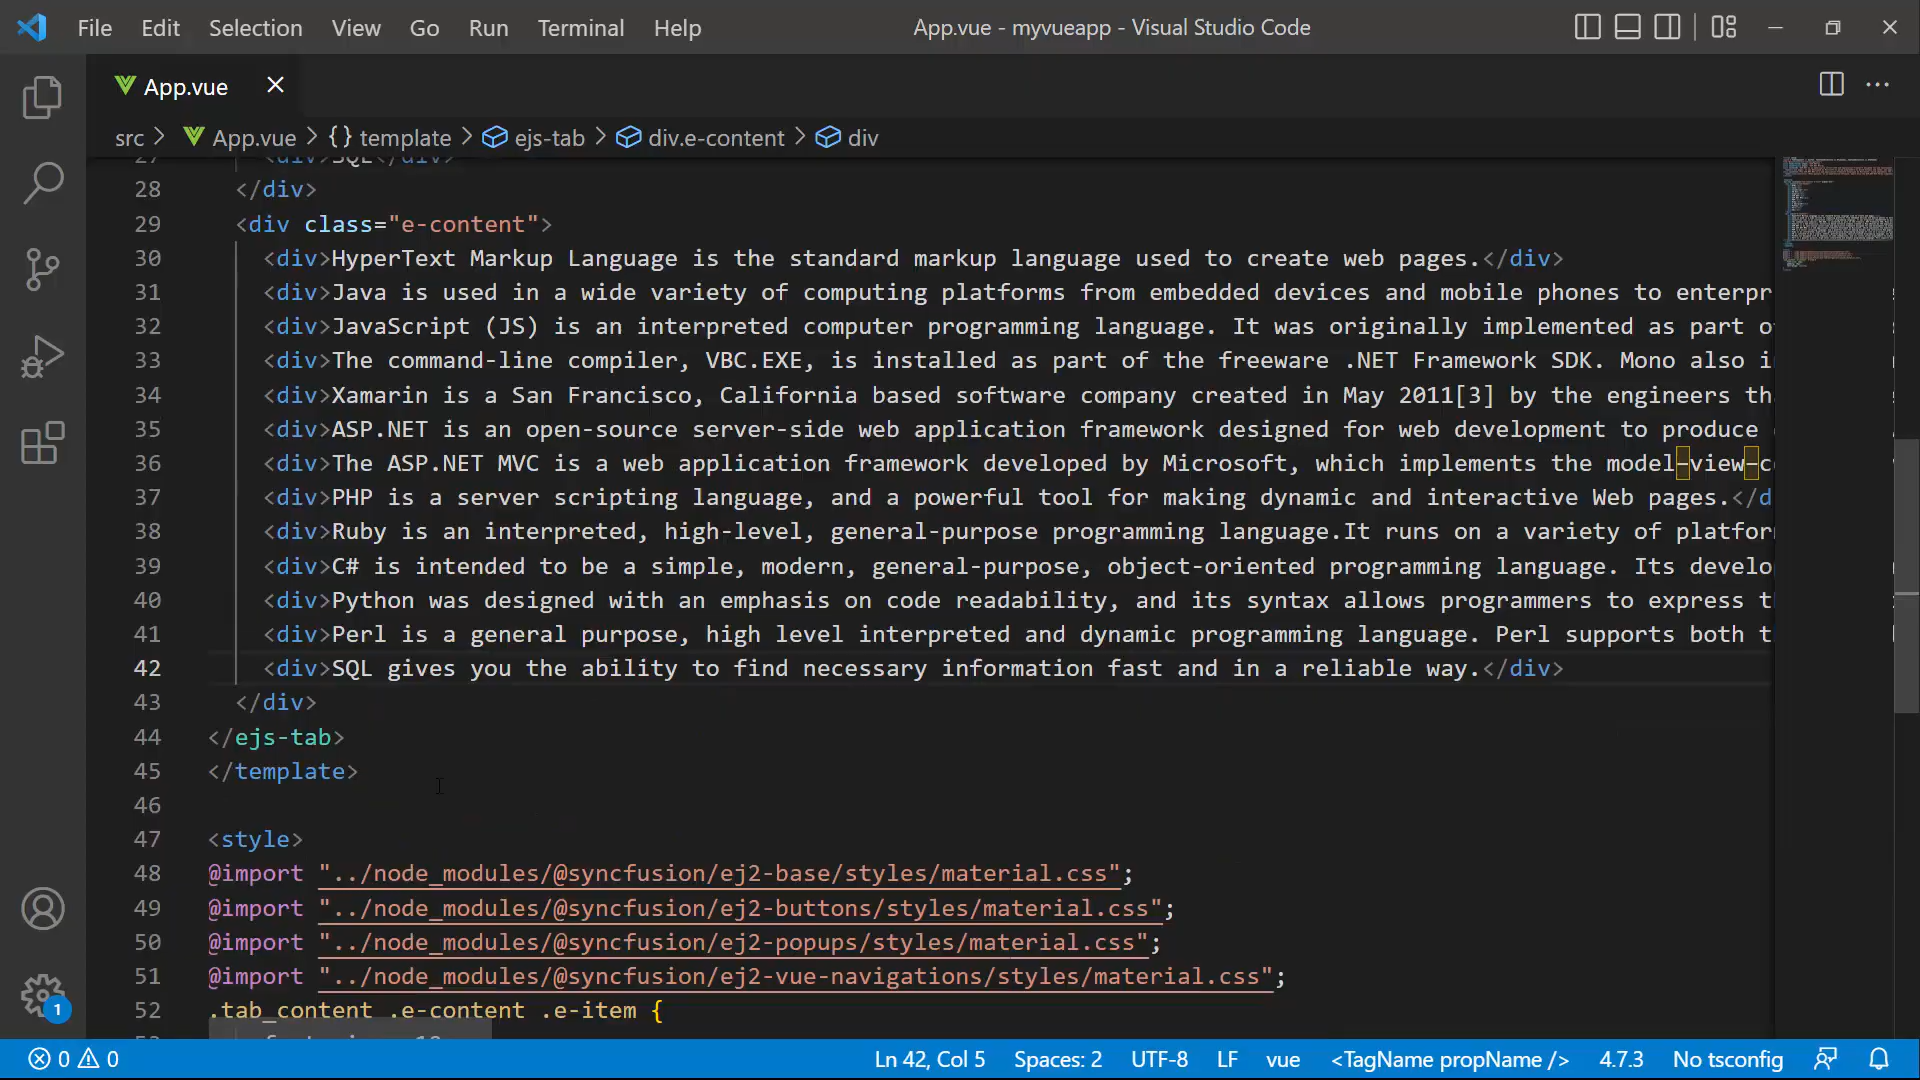 File Edit Selection View Go Run Terminal Help App.vue - myvueapp - Visual Studio Code
App.vue
src > App.vue > {} template > ejs-tab > div.e-content > div
27 <div>SQL</div>
28 </div>
29 <div class="e-content">
30 <div>HyperText Markup Language is the standard markup language used to create web pages.</div>
31 <div>Java is used in a wide variety of computing platforms from embedded devices and mobile phones to enterpr
32 <div>JavaScript (JS) is an interpreted computer programming language. It was originally implemented as part
33 <div>The command-line compiler, VBC.EXE, is installed as part of the freeware .NET Framework SDK. Mono also
34 <div>Xamarin is a San Francisco, California based software company created in May 2011[3] by the engineers
35 <div>ASP.NET is an open-source server-side web application framework designed for web development to produce
36 <div>The ASP.NET MVC is a web application framework developed by Microsoft, which implements the model-view-c
37 <div>PHP is a server scripting language, and a powerful tool for making dynamic and interactive Web pages.</d
38 <div>Ruby is an interpreted, high-level, general-purpose programming language.It runs on a variety of platfor
39 <div>C# is intended to be a simple, modern, general-purpose, object-oriented programming language. Its develo
40 <div>Python was designed with an emphasis on code readability, and its syntax allows programmers to express
41 <div>Perl is a general purpose, high level interpreted and dynamic programming language. Perl supports both
42 <div>SQL gives you the ability to find necessary information fast and in a reliable way.</div>
43 </div>
44 </ejs-tab>
45 </template>
46
47 <style>
48 @import "../node_modules/@syncfusion/ej2-base/styles/material.css";
49 @import "../node_modules/@syncfusion/ej2-buttons/styles/material.css";
50 @import "../node_modules/@syncfusion/ej2-popups/styles/material.css";
51 @import "../node_modules/@syncfusion/ej2-vue-navigations/styles/material.css";
52 .tab_content .e-content .e-item {
1
0 0 Ln 42, Col 5 Spaces: 2 UTF-8 LF vue <TagName propName /> 4.7.3 No tsconfig